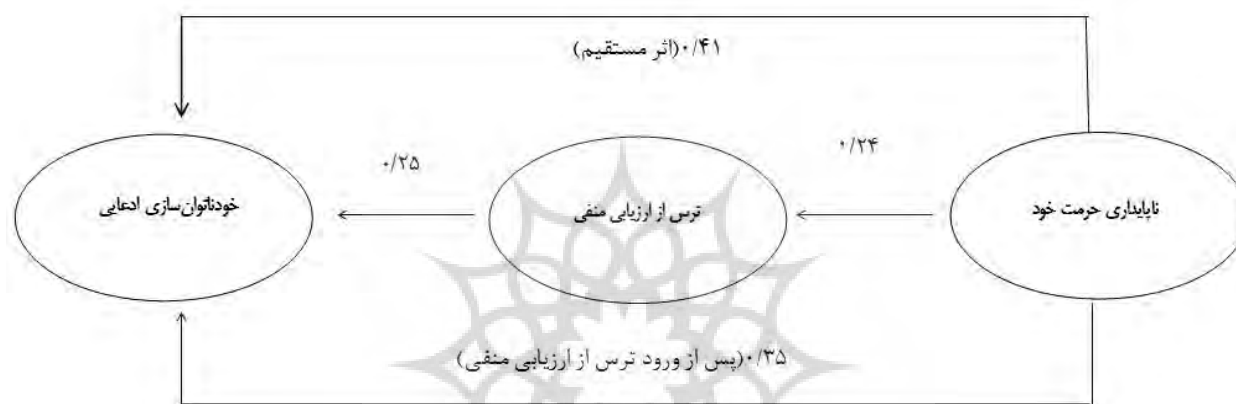 ۰/۴۱(اثر مستقیم)
۰/۲۴
۰/۲۵
ناپایداری حرمت خود
ترس از ارزیابی منفی
خودناتوان‌سازی ادعایی
۰/۳۵(پس از ورود ترس از ارزیابی منفی)